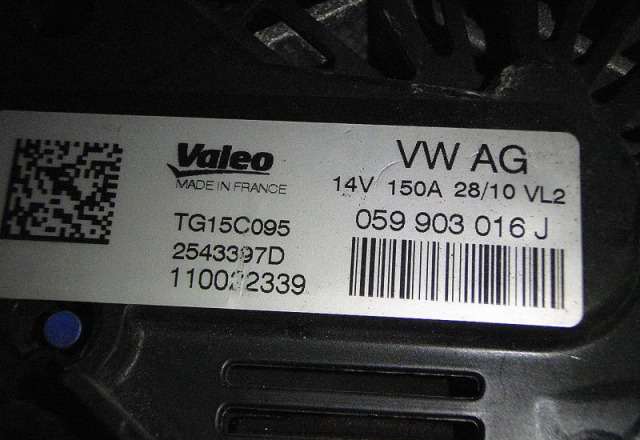 Valeo
MADE IN FRANCE
TG15C095
2543397D
110022339
VW AG
14V 150A 28/10 VL2
059 903 016 J